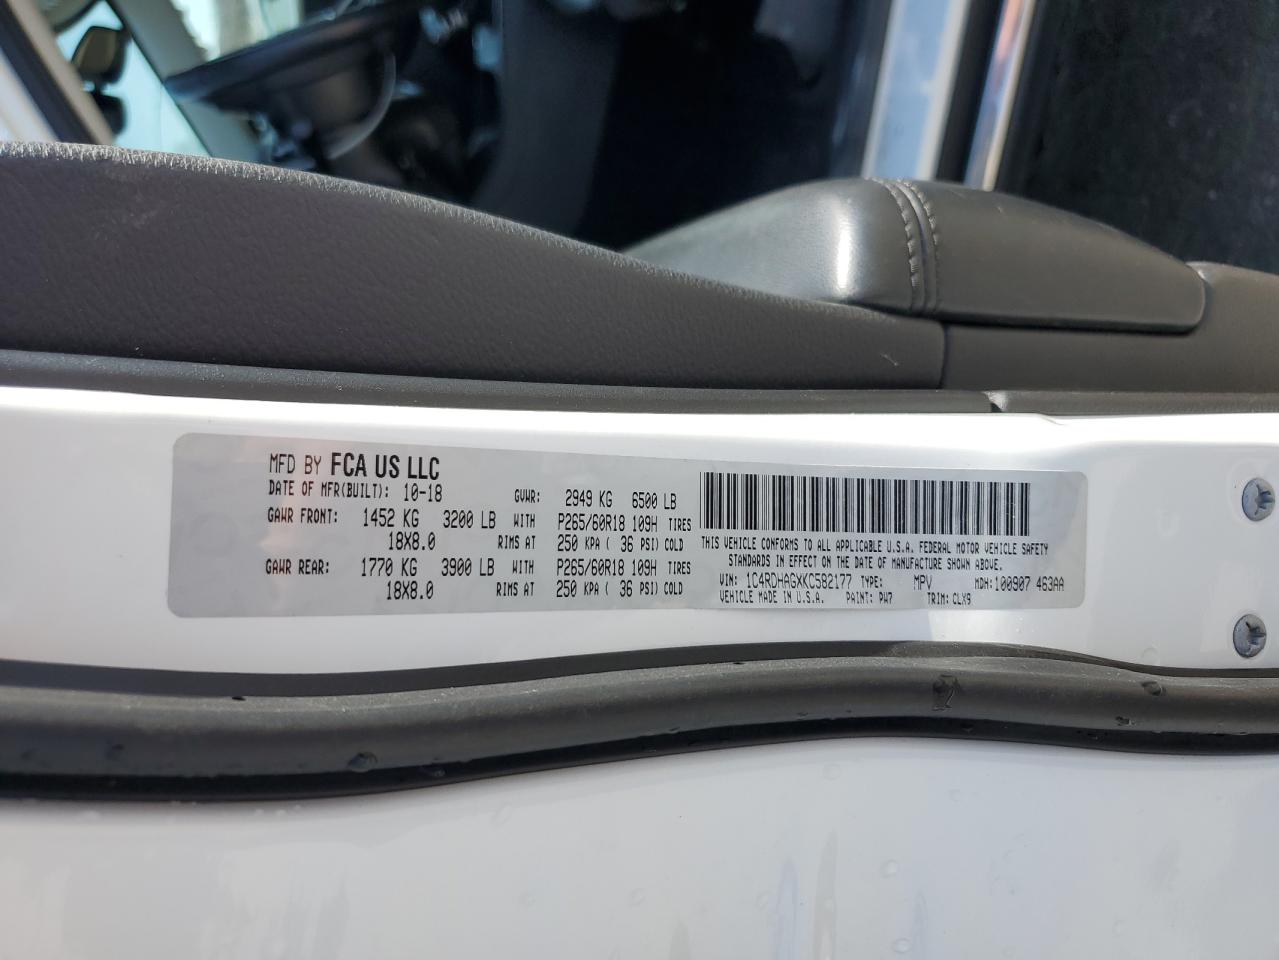 MFD BY FCA US LLC
DATE OF MFR(BUILT): 10-18 GVWR: 2949 KG 6500 LB
GAWR FRONT: 1452 KG 3200 LB WITH P265/60R18 109H TIRES
18X8.0 RIMS AT 250 KPA ( 36 PSI) COLD
GAWR REAR: 1770 KG 3900 LB WITH P265/60R18 109H TIRES
18X8.0 RIMS AT 250 KPA ( 36 PSI) COLD
THIS VEHICLE CONFORMS TO ALL APPLICABLE U.S.A. FEDERAL MOTOR VEHICLE SAFETY
STANDARDS IN EFFECT ON THE DATE OF MANUFACTURE SHOWN ABOVE.
VIN: 1C4RDHAGXKC582177 TYPE: MPV MDH: 100907 463AA
VEHICLE MADE IN U.S.A. PAINT: PW7 TRIM: CLX9